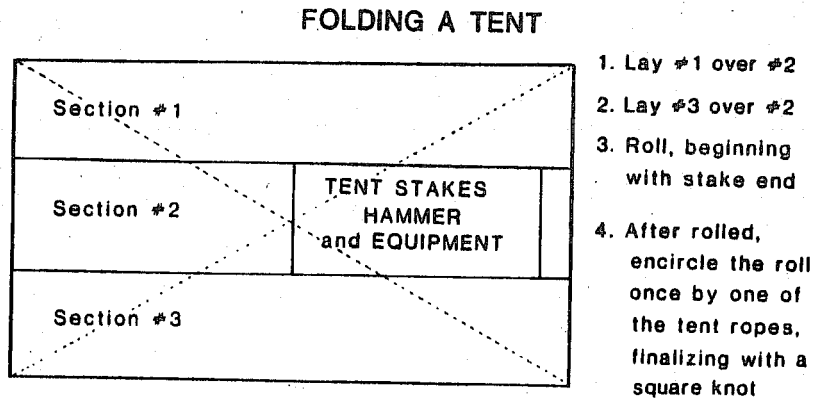 FOLDING A TENT
Section #1
Section #2
TENT STAKES
HAMMER
and EQUIPMENT
Section #3
1. Lay #1 over #2
2. Lay #3 over #2
3. Roll, beginning
with stake end
4. After rolled,
encircle the roll
once by one of
the tent ropes,
finalizing with a
square knot